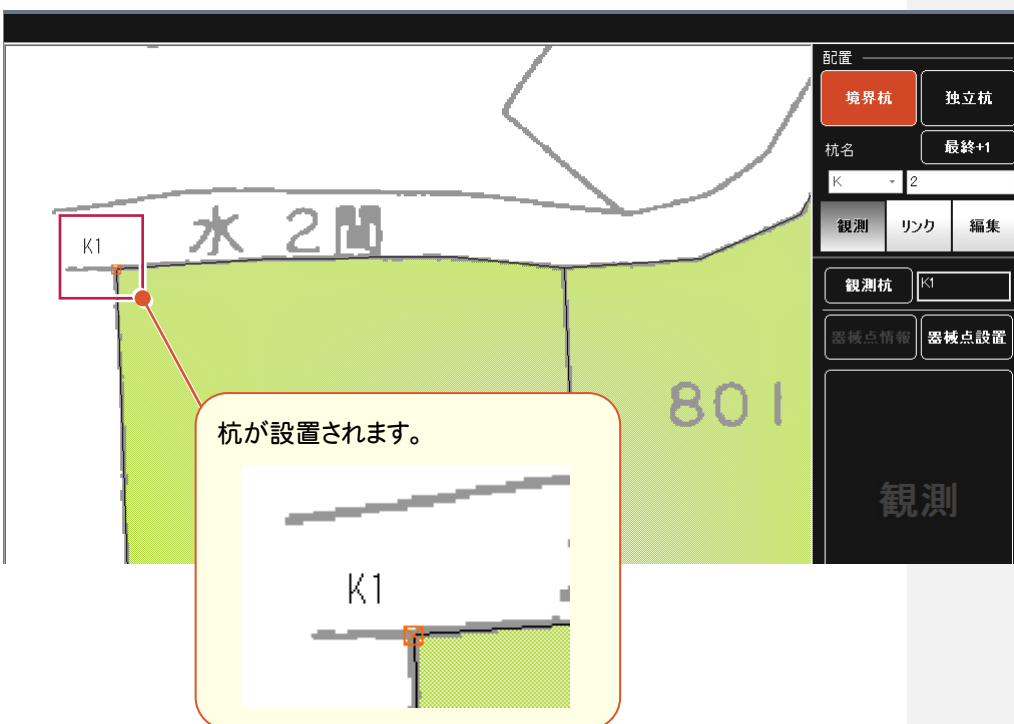 配置
境界杭
独立杭
杭名
最終+1
K
2
観測
リンク
編集
観測杭
K1
器械点情報
器械点設置
観測
K1
水 2間
801
杭が設置されます。
K1